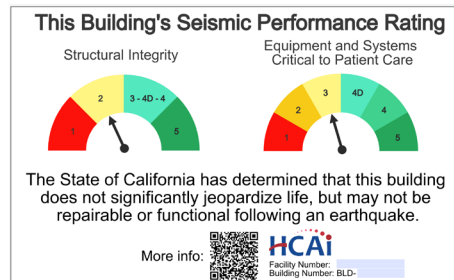 This Building's Seismic Performance Rating
Structural Integrity
Equipment and Systems
Critical to Patient Care
1
2
3 - 4D - 4
5
1
2
3
4D
4
5
The State of California has determined that this building
does not significantly jeopardize life, but may not be
repairable or functional following an earthquake.
More info:
HCAi
Facility Number:
Building Number: BLD-